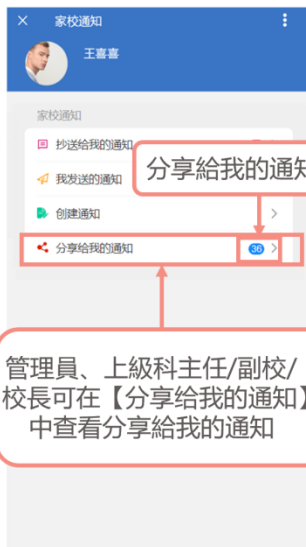 家校通知
王喜喜
家校通知
抄送给我的通知
分享給我的通知
我发送的通知
创建通知
分享给我的通知 36
管理員、上級科主任/副校/
校長可在【分享给我的通知】
中查看分享給我的通知